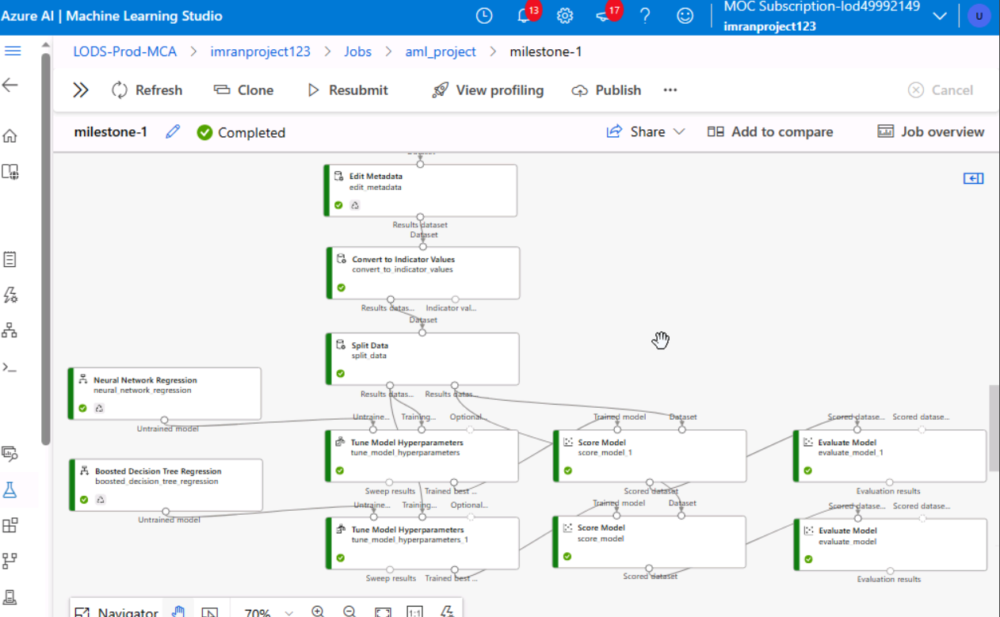 Azure AI | Machine Learning Studio
13
17
MOC Subscription-lod49992149
imranproject123
U
LODS-Prod-MCA > imranproject123 > Jobs > aml_project > milestone-1
Refresh
Clone
Resubmit
View profiling
Publish
...
Cancel
milestone-1
Completed
Share
Add to compare
Job overview
Dataset
Edit Metadata
edit_metadata
Results dataset
Dataset
Convert to Indicator Values
convert_to_indicator_values
Results datas...
Indicator val...
Dataset
Split Data
split_data
Results datas...
Results datas...
Neural Network Regression
neural_network_regression
Untrained model
Untraine...
Training...
Optional...
Trained model
Dataset
Scored datase...
Scored datase...
Tune Model Hyperparameters
tune_model_hyperparameters
Score Model
score_model_1
Evaluate Model
evaluate_model_1
Boosted Decision Tree Regression
boosted_decision_tree_regression
Untrained model
Sweep results
Trained best ...
Scored dataset
Evaluation results
Untraine...
Training...
Optional...
Trained model
Dataset
Scored datase...
Scored datase...
Tune Model Hyperparameters
tune_model_hyperparameters_1
Score Model
score_model
Evaluate Model
evaluate_model
Sweep results
Trained best ...
Scored dataset
Evaluation results
Navigator
70%
1:1